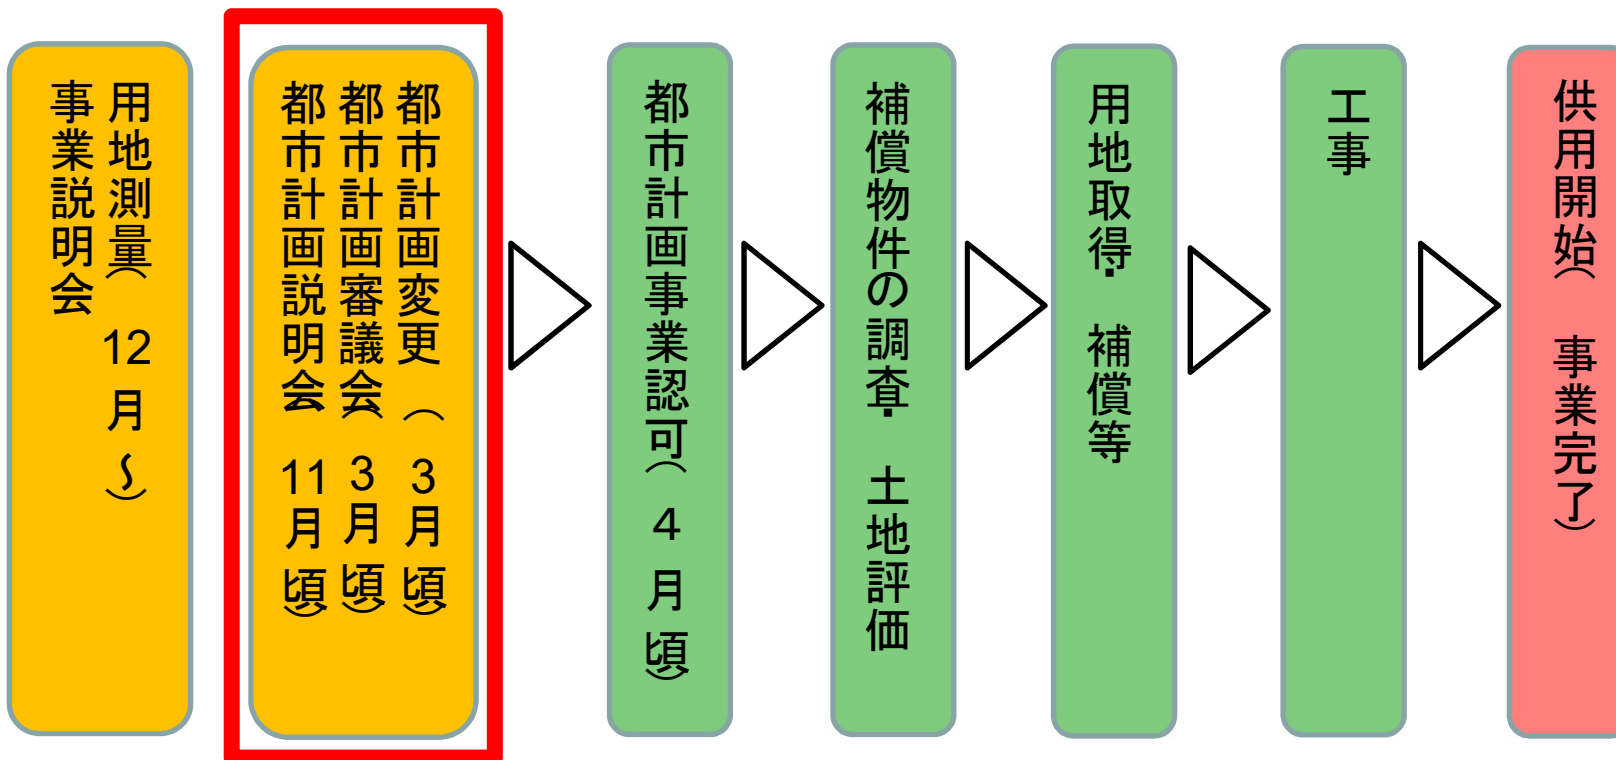 用地測量（12月～）
事業説明会
都市計画変更（3月頃）
都市計画審議会（3月頃）
都市計画説明会（11月頃）
都市計画事業認可（4月頃）
補償物件の調査・土地評価
用地取得・補償等
工事
供用開始（事業完了）